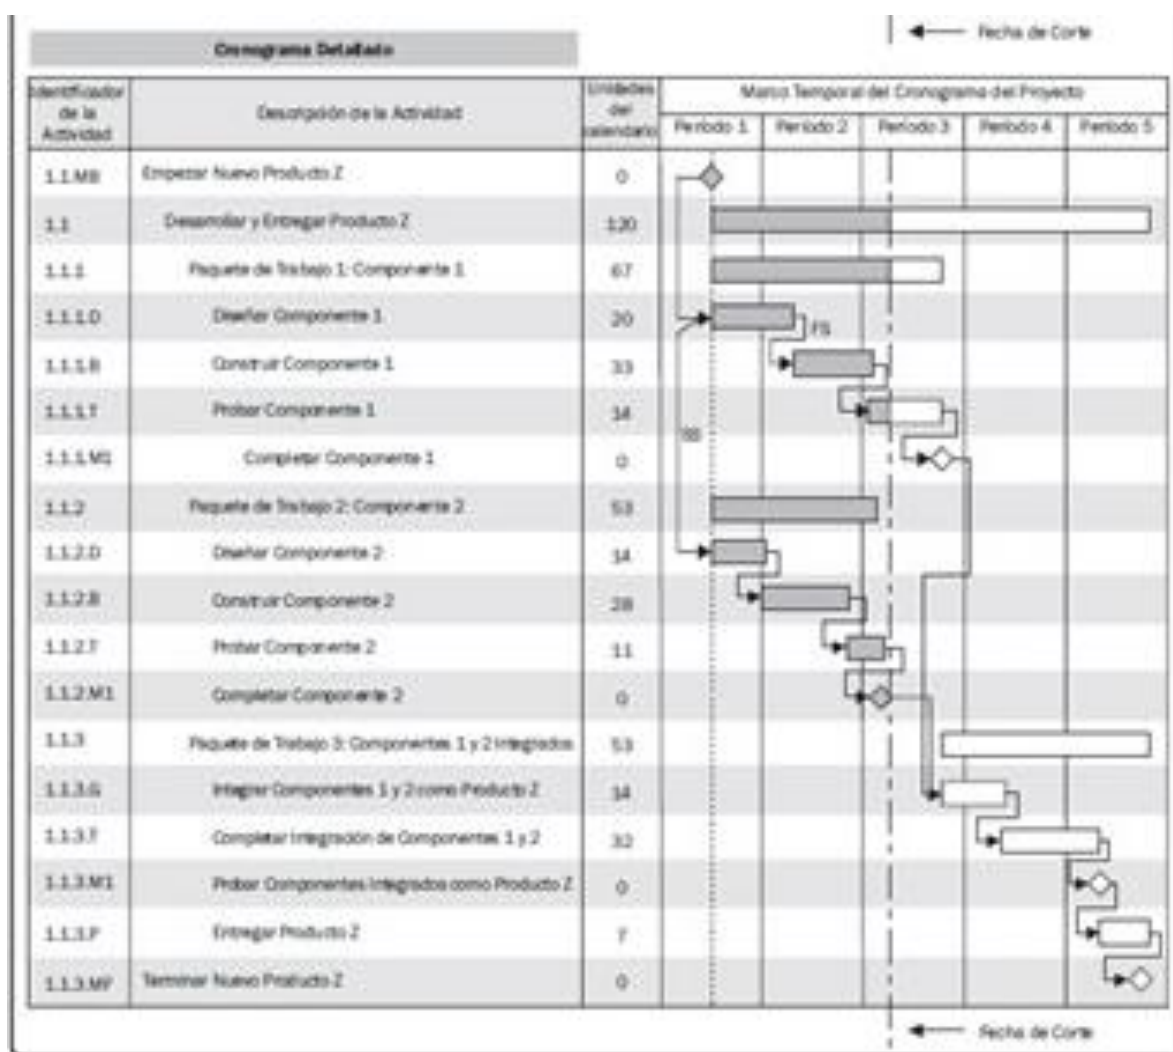 Fecha de Corte
Cronograma Detallado
Identificador de la Actividad
Descripción de la Actividad
Unidades del calendario
Marco Temporal del Cronograma del Proyecto
Período 1 Período 2 Período 3 Período 4 Período 5
1.1.MB Empezar Nuevo Producto Z 0
1.1 Desarrollar y Entregar Producto Z 120
1.1.1 Paquete de Trabajo 1: Componente 1 67
1.1.1.D Diseñar Componente 1 20
FS
1.1.1.B Construir Componente 1 33
1.1.1.T Probar Componente 1 14
SS
1.1.1.M1 Completar Componente 1 0
1.1.2 Paquete de Trabajo 2: Componente 2 53
1.1.2.D Diseñar Componente 2 14
1.1.2.B Construir Componente 2 28
1.1.2.T Probar Componente 2 11
1.1.2.M1 Completar Componente 2 0
1.1.3 Paquete de Trabajo 3: Componentes 1 y 2 Integrados 53
1.1.3.G Integrar Componentes 1 y 2 como Producto Z 14
1.1.3.T Completar Integración de Componentes 1 y 2 32
1.1.3.M1 Probar Componentes Integrados como Producto Z 0
1.1.3.P Entregar Producto Z 7
1.1.3.MF Terminar Nuevo Producto Z 0
Fecha de Corte